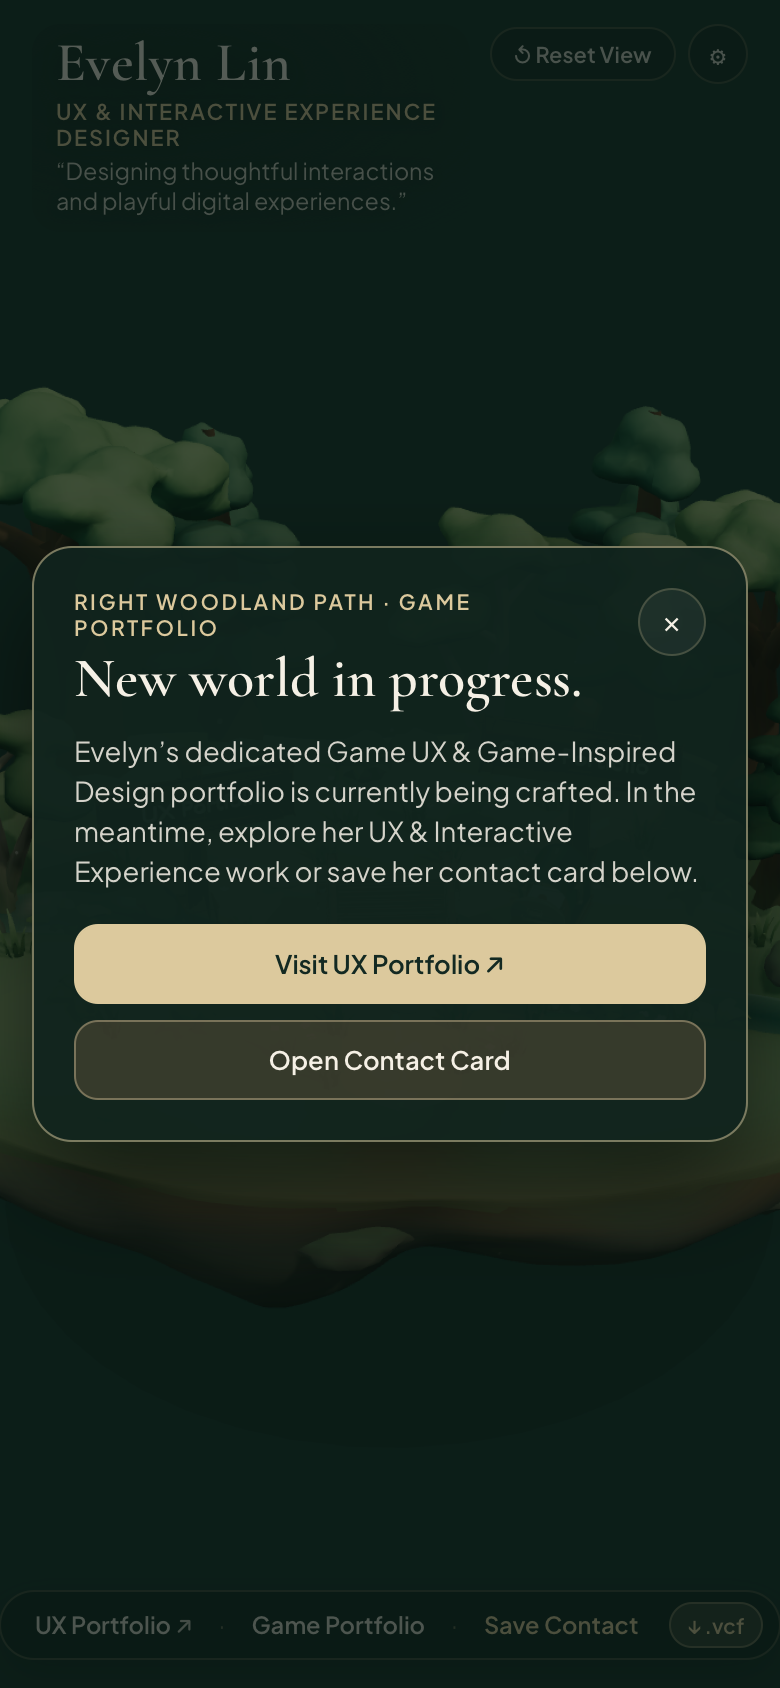 Evelyn Lin
↺ Reset View
⚙
UX & INTERACTIVE EXPERIENCE
DESIGNER
“Designing thoughtful interactions
and playful digital experiences.”
RIGHT WOODLAND PATH · GAME
PORTFOLIO
×
New world in progress.
Evelyn’s dedicated Game UX & Game-Inspired
Design portfolio is currently being crafted. In the
meantime, explore her UX & Interactive
Experience work or save her contact card below.
Visit UX Portfolio ↗
Open Contact Card
UX Portfolio ↗ · Game Portfolio · Save Contact ↓ .vcf